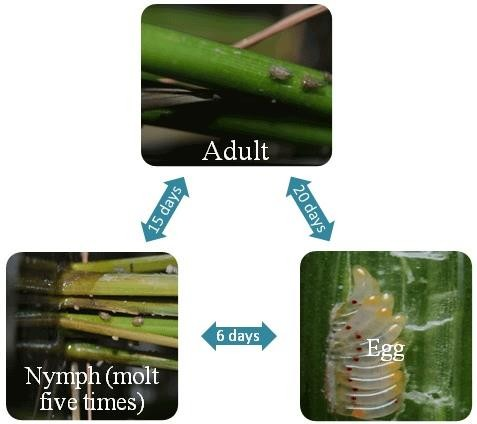 Adult
15 days
20 days
6 days
Nymph (molt
five times)
Egg